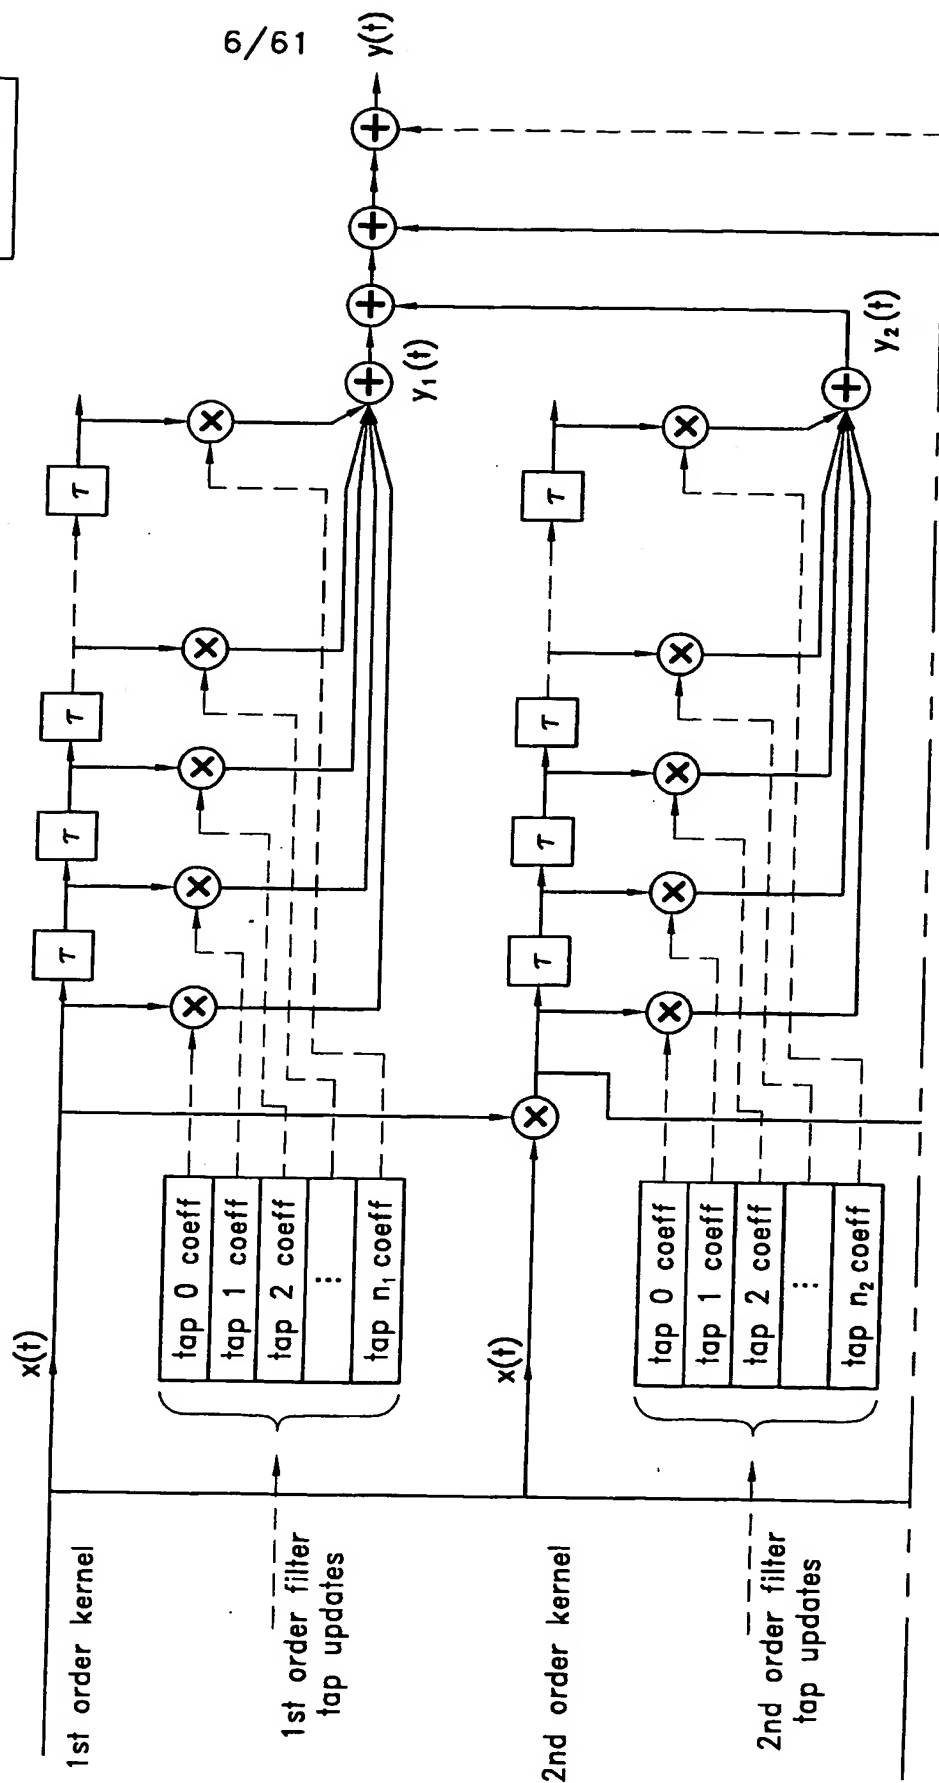 6/61
1st order kernel
x(t)
τ
τ
τ
τ
tap 0 coeff
tap 1 coeff
tap 2 coeff
⋮
tap n₁ coeff
1st order filter
tap updates
y₁(t)
y(t)
2nd order kernel
x(t)
τ
τ
τ
τ
tap 0 coeff
tap 1 coeff
tap 2 coeff
⋮
tap n₂ coeff
2nd order filter
tap updates
y₂(t)